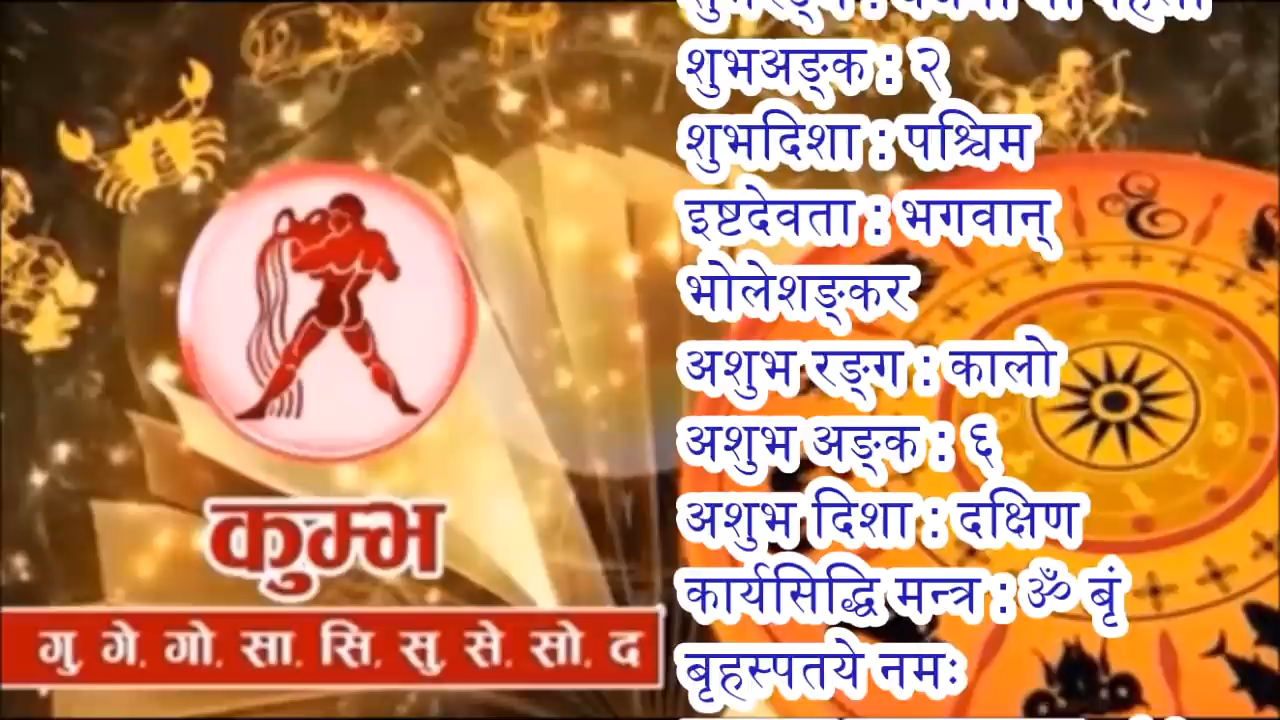 शुभअङ्क : २
शुभदिशा : पश्चिम
इष्टदेवता : भगवान्
भोलेशङ्कर
अशुभ रङ्ग : कालो
अशुभ अङ्क : ६
अशुभ दिशा : दक्षिण
कार्यसिद्धि मन्त्र : ॐ बृं
बृहस्पतये नमः
कुम्भ
गु. गे. गो. सा. सि. सु. से. सो. द